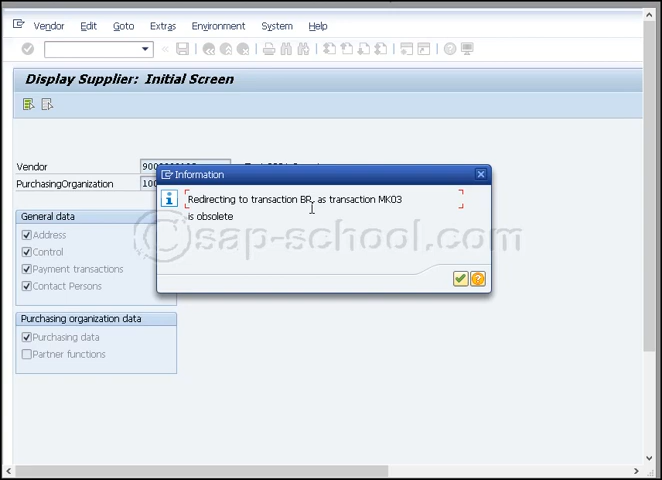 Vendor Edit Goto Extras Environment System Help
Display Supplier: Initial Screen
Vendor
PurchasingOrganization
General data
Address
Control
Payment transactions
Contact Persons
Purchasing organization data
Purchasing data
Partner functions
Information
Redirecting to transaction BP, as transaction MK03
is obsolete
©sap-school.com